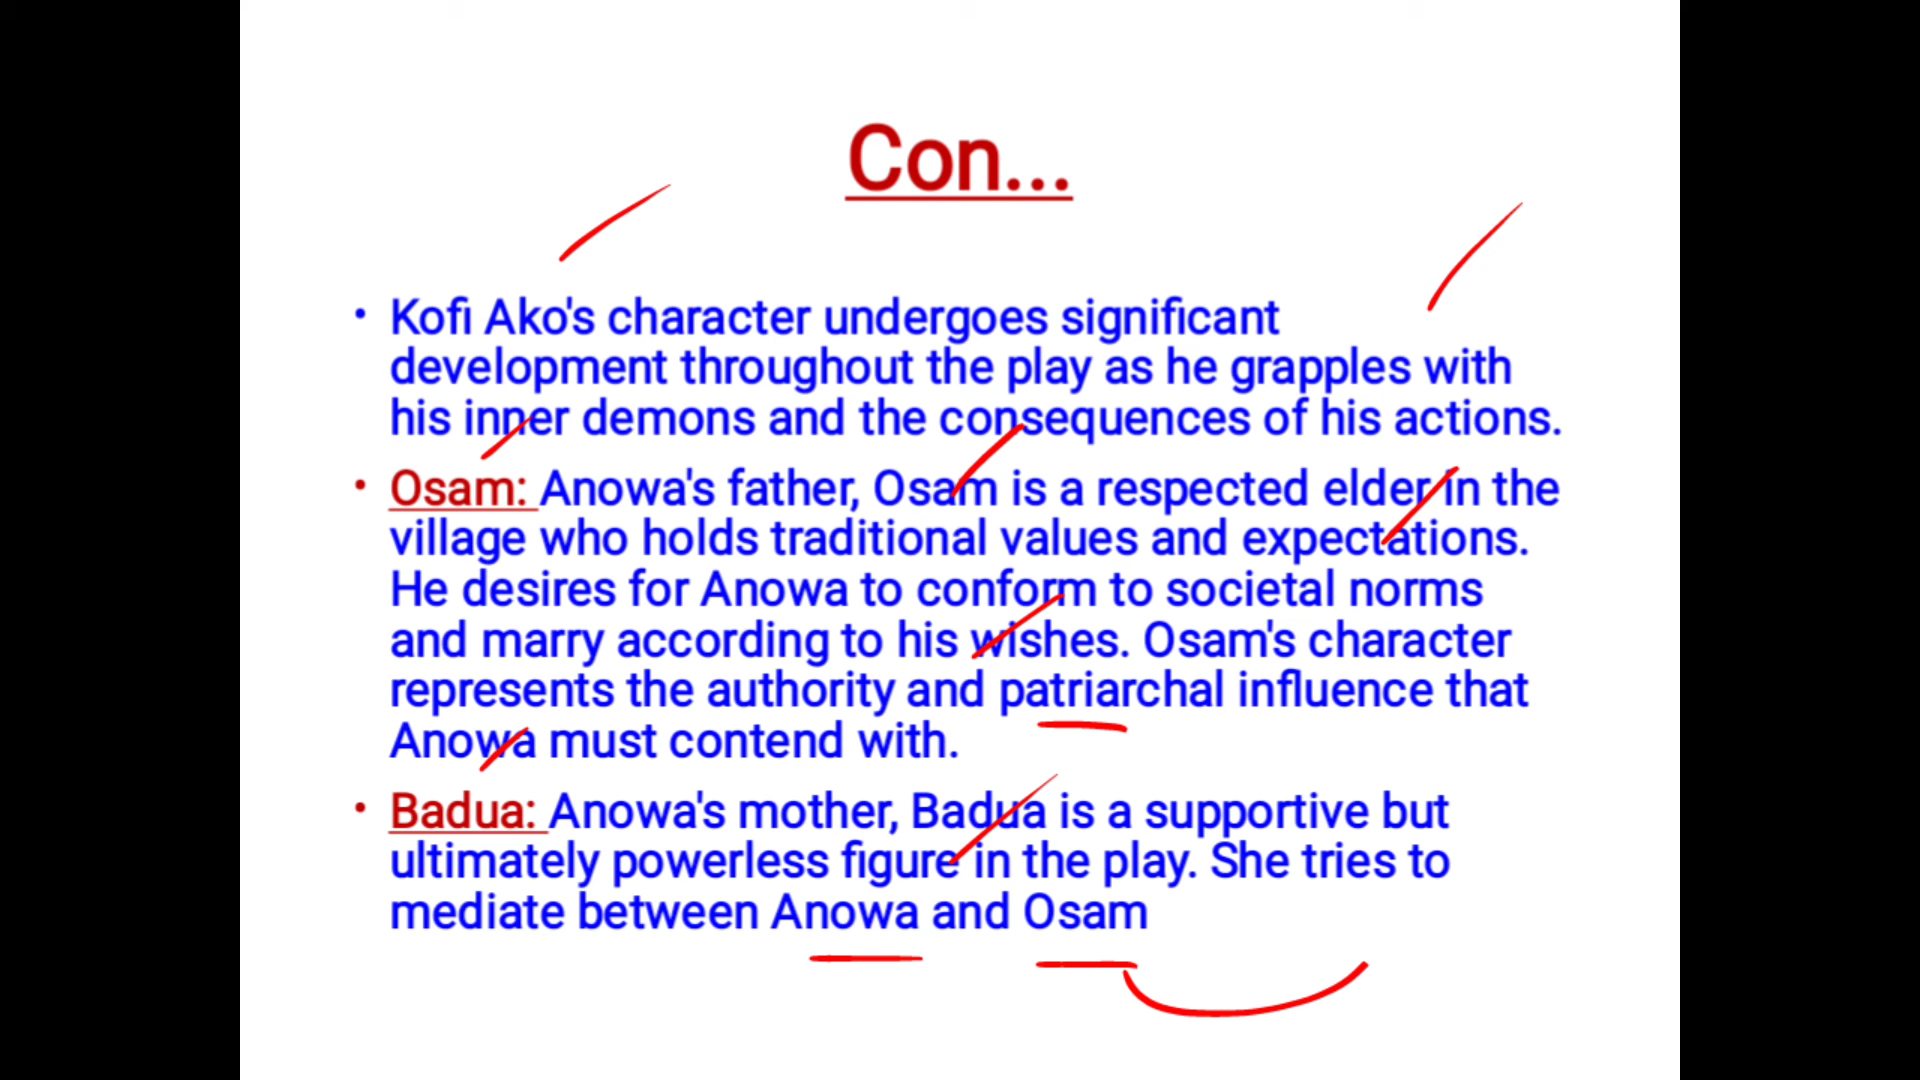 Con...
• Kofi Ako's character undergoes significant
development throughout the play as he grapples with
his inner demons and the consequences of his actions.
• Osam: Anowa's father, Osam is a respected elder in the
village who holds traditional values and expectations.
He desires for Anowa to conform to societal norms
and marry according to his wishes. Osam's character
represents the authority and patriarchal influence that
Anowa must contend with.
• Badua: Anowa's mother, Badua is a supportive but
ultimately powerless figure in the play. She tries to
mediate between Anowa and Osam